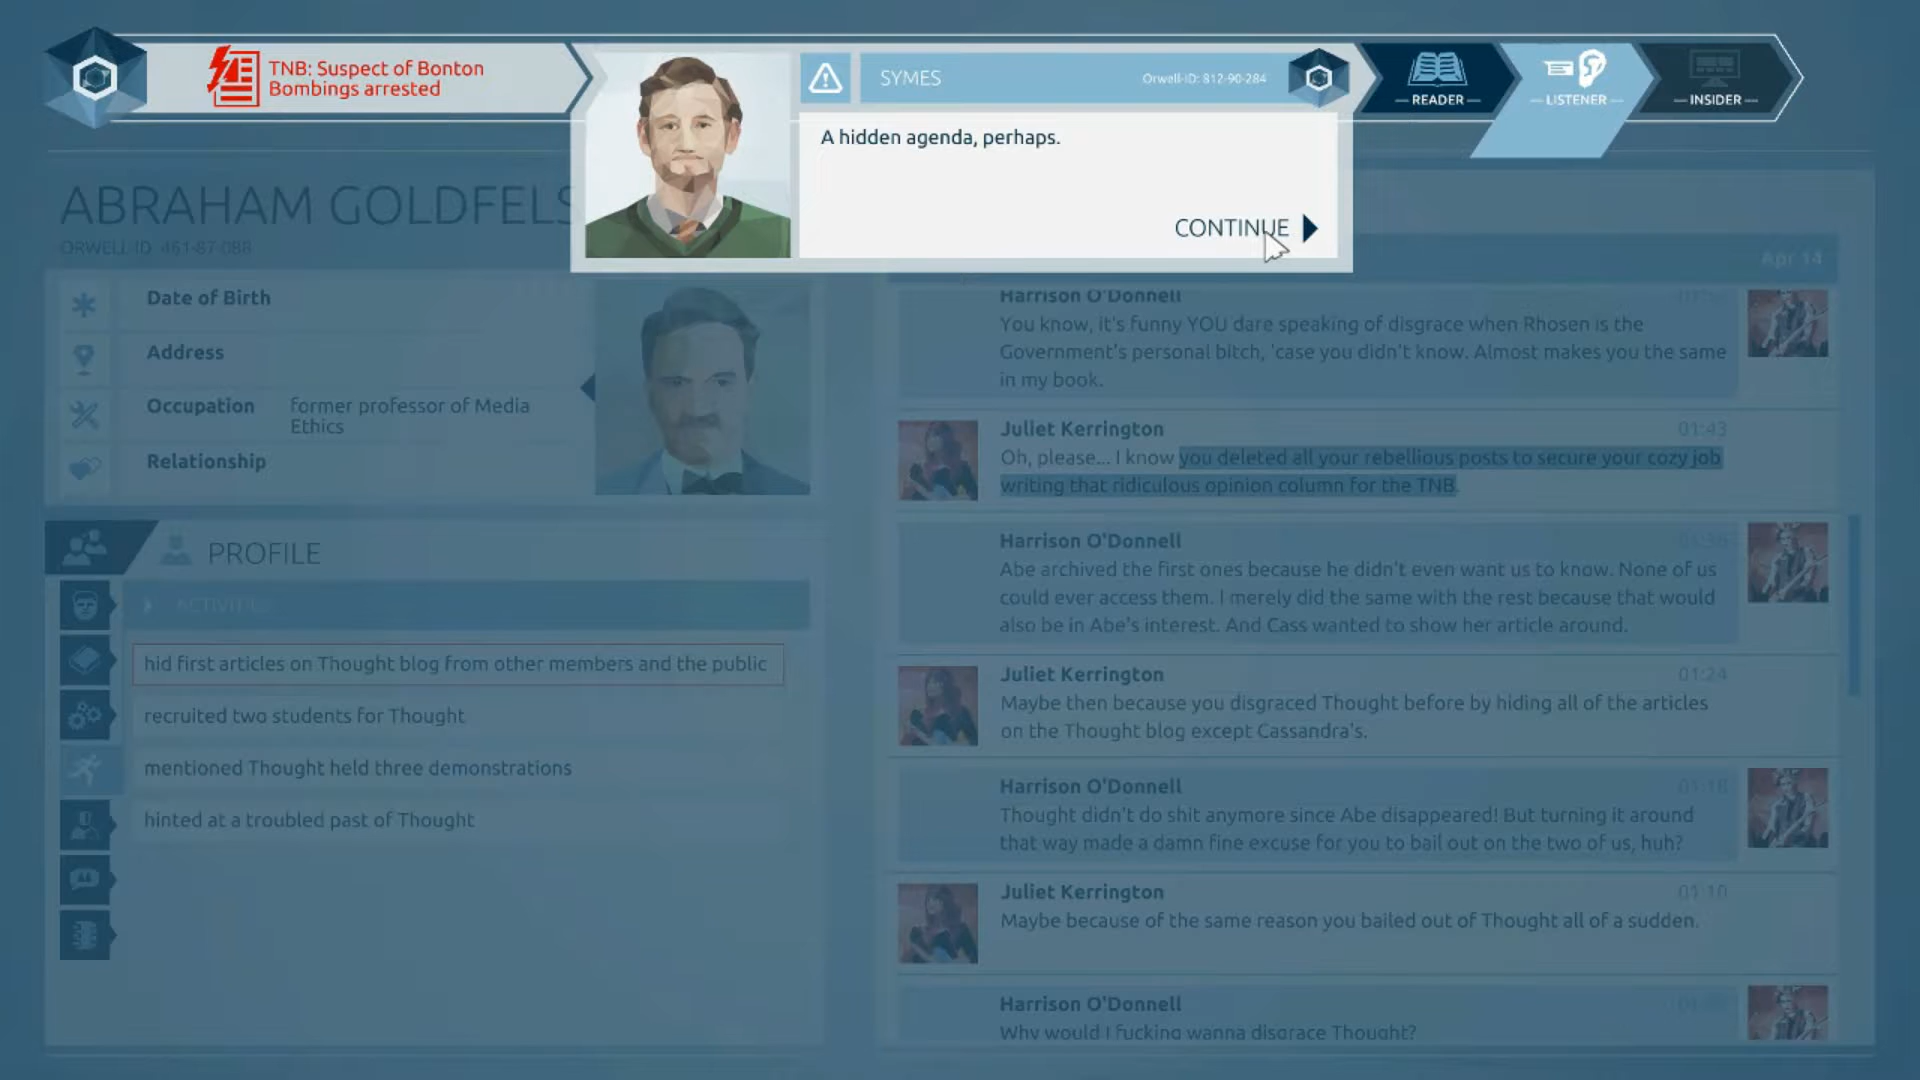 TNB: Suspect of Bonton
Bombings arrested
SYMES
Orwell-ID: 812-90-284
READER
LISTENER
INSIDER
A hidden agenda, perhaps.
CONTINUE
ABRAHAM GOLDFELS
ORWELL-ID 461-87-088
Date of Birth
Address
Occupation
former professor of Media
Ethics
Relationship
PROFILE
ACTIVITIES
hid first articles on Thought blog from other members and the public
recruited two students for Thought
mentioned Thought held three demonstrations
hinted at a troubled past of Thought
Apr 14
Harrison O'Donnell
You know, it's funny YOU dare speaking of disgrace when Rhosen is the
Government's personal bitch, 'case you didn't know. Almost makes you the same
in my book.
Juliet Kerrington
01:43
Oh, please... I know you deleted all your rebellious posts to secure your cozy job
writing that ridiculous opinion column for the TNB.
Harrison O'Donnell
Abe archived the first ones because he didn't even want us to know. None of us
could ever access them. I merely did the same with the rest because that would
also be in Abe's interest. And Cass wanted to show her article around.
Juliet Kerrington
01:24
Maybe then because you disgraced Thought before by hiding all of the articles
on the Thought blog except Cassandra's.
Harrison O'Donnell
01:18
Thought didn't do shit anymore since Abe disappeared! But turning it around
that way made a damn fine excuse for you to bail out on the two of us, huh?
Juliet Kerrington
01:10
Maybe because of the same reason you bailed out of Thought all of a sudden.
Harrison O'Donnell
Why would I fucking wanna disgrace Thought?